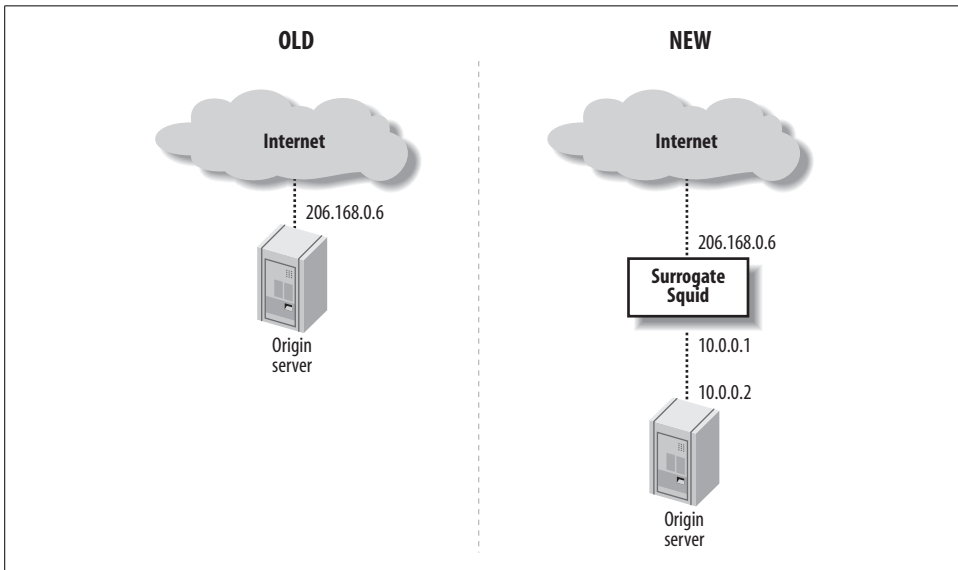 OLD
Internet
206.168.0.6
Origin
server
NEW
Internet
206.168.0.6
Surrogate
Squid
10.0.0.1
10.0.0.2
Origin
server